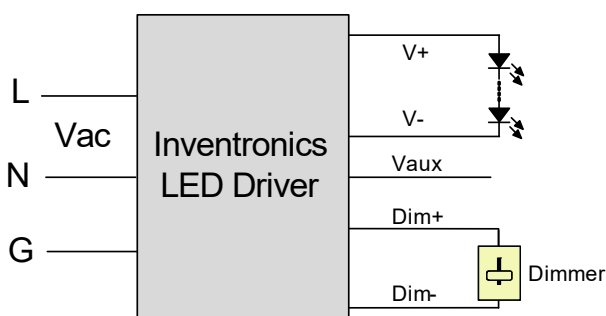 L
Vac
N
G
Inventronics
LED Driver
V+
V-
Vaux
Dim+
Dimmer
Dim-